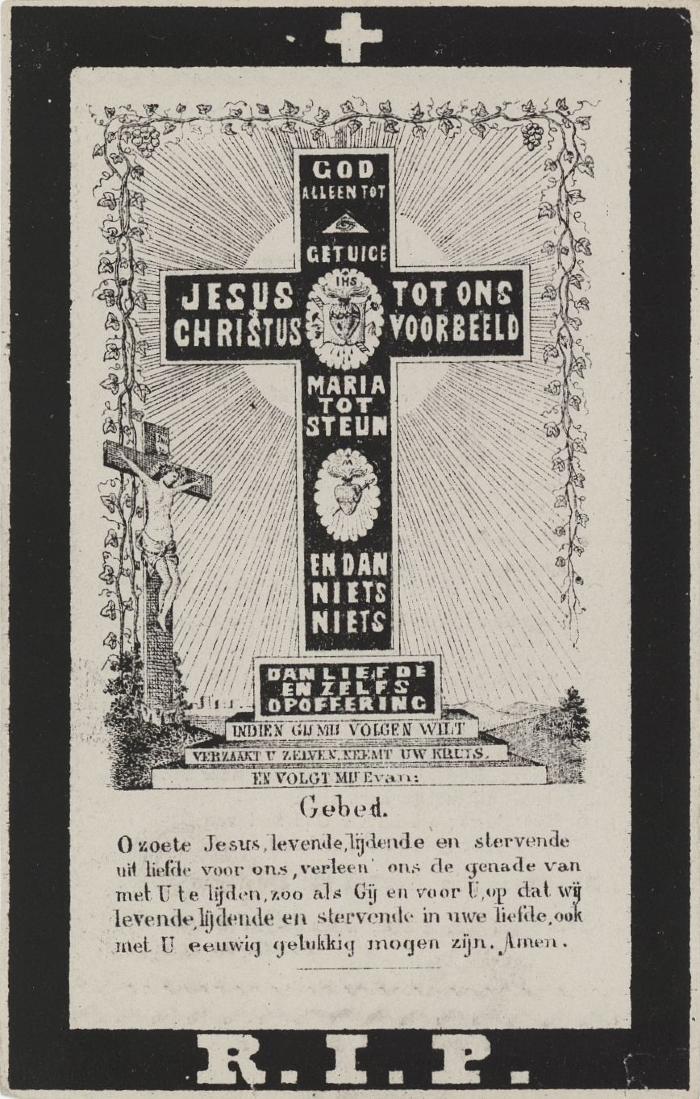 GOD
ALLEEN TOT
GETUIGE
IHS
JESUS TOT ONS
CHRISTUS VOORBEELD
MARIA
TOT
STEUN
M
EN DAN
NIETS
NIETS
DAN LIEFDE
EN ZELFS
OPOFFERING
INDIEN GIJ MIJ VOLGEN WILT
VERZAAKT U ZELVEN, NEEMT UW KRUIS,
EN VOLGT MIJ Evan:
Gebed.
O zoete Jesus, levende, lijdende en stervende
uit liefde voor ons, verleen ons de genade van
met U te lijden, zoo als Gij en voor U, op dat wij
levende, lijdende en stervende in uwe liefde, ook
met U eeuwig gelukkig mogen zijn. Amen.
R.I.P.